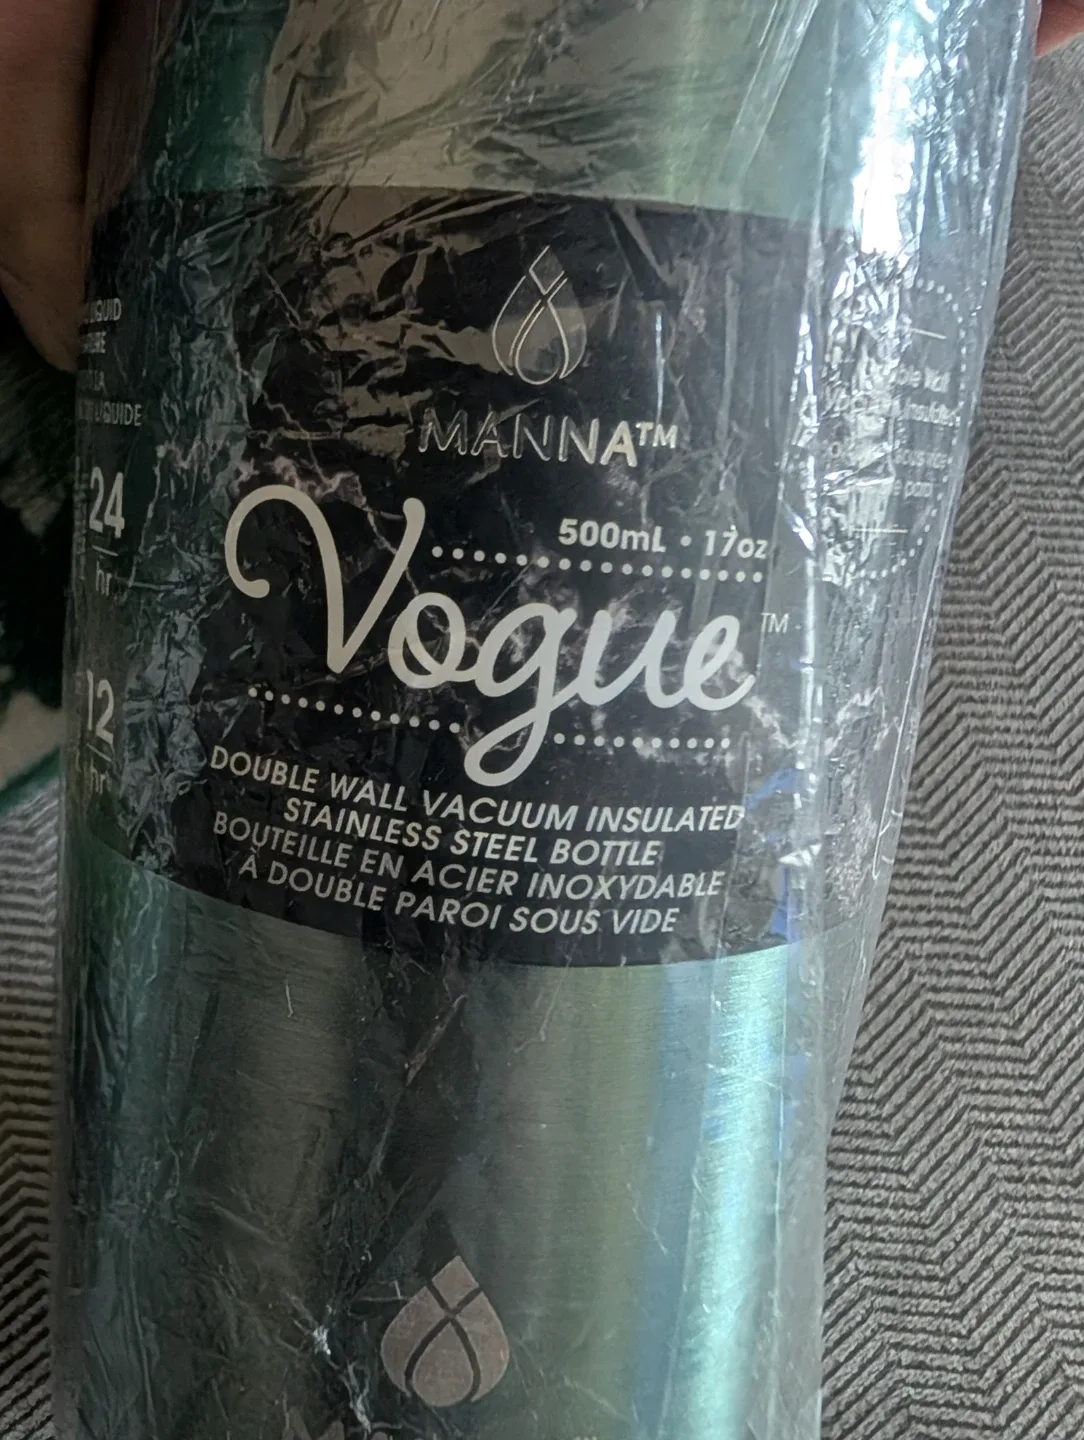 MANNA™
500mL • 17oz
Vogue™
DOUBLE WALL VACUUM INSULATED
STAINLESS STEEL BOTTLE
BOUTEILLE EN ACIER INOXYDABLE
À DOUBLE PAROI SOUS VIDE
LIQUIDE
24
hr
12
hr